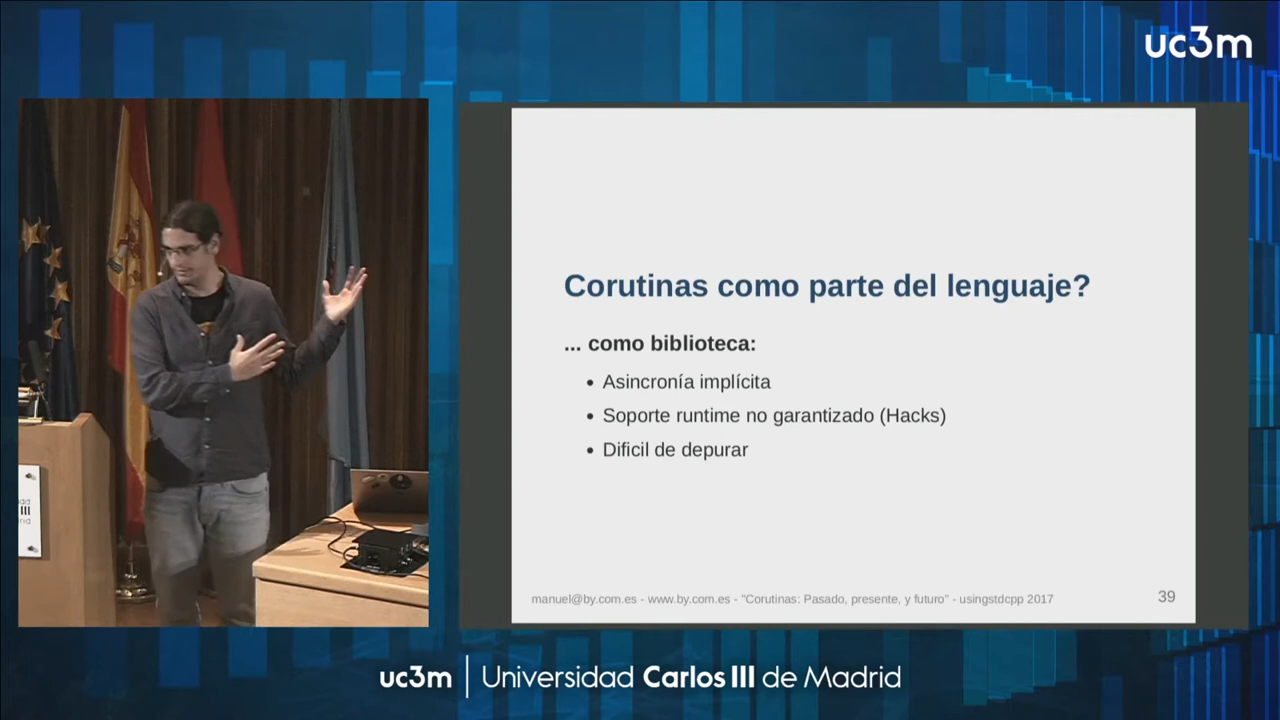 uc3m
Corutinas como parte del lenguaje?
... como biblioteca:
• Asincronía implícita
• Soporte runtime no garantizado (Hacks)
• Dificil de depurar
manuel@by.com.es - www.by.com.es - "Corutinas: Pasado, presente, y futuro" - usingstdcpp 2017
39
III
uc3m | Universidad Carlos III de Madrid